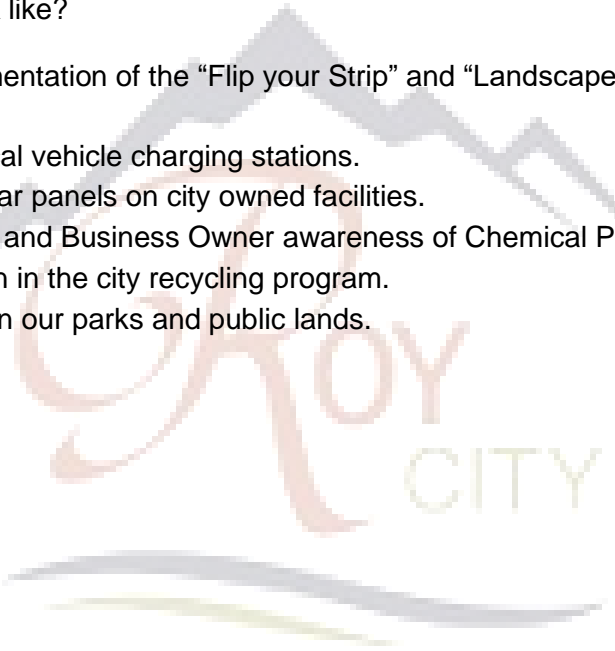 like?
nentation of the “Flip your Strip” and “Landscape
al vehicle charging stations.
ar panels on city owned facilities.
and Business Owner awareness of Chemical P
n in the city recycling program.
n our parks and public lands.
ROY
CITY